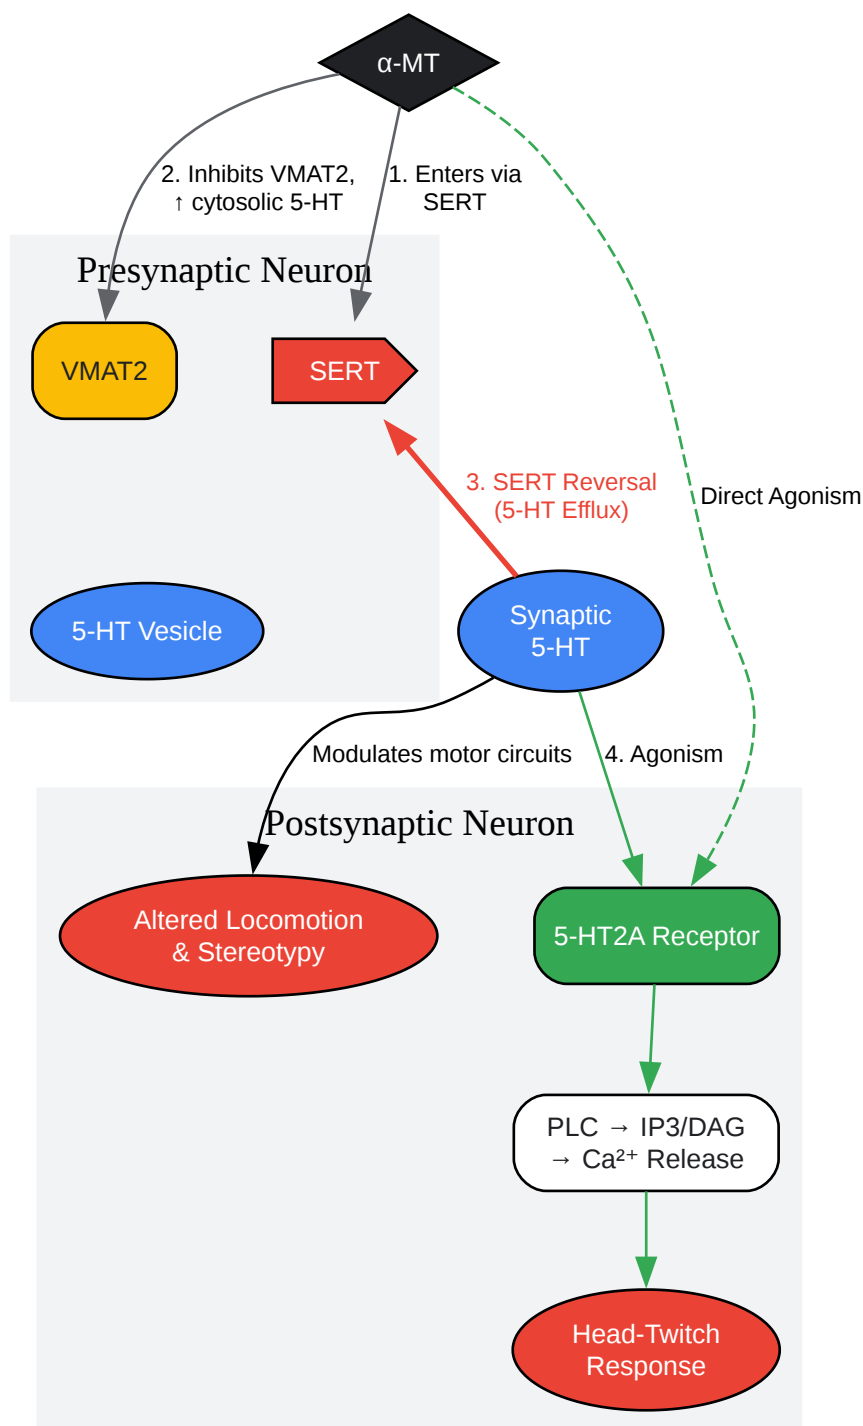 α-MT
2. Inhibits VMAT2,
↑ cytosolic 5-HT
1. Enters via
SERT
Presynaptic Neuron
VMAT2
SERT
3. SERT Reversal
(5-HT Efflux)
Direct Agonism
5-HT Vesicle
Synaptic
5-HT
Modulates motor circuits
4. Agonism
Postsynaptic Neuron
Altered Locomotion
& Stereotypy
5-HT2A Receptor
PLC → IP3/DAG
→ Ca²⁺ Release
Head-Twitch
Response